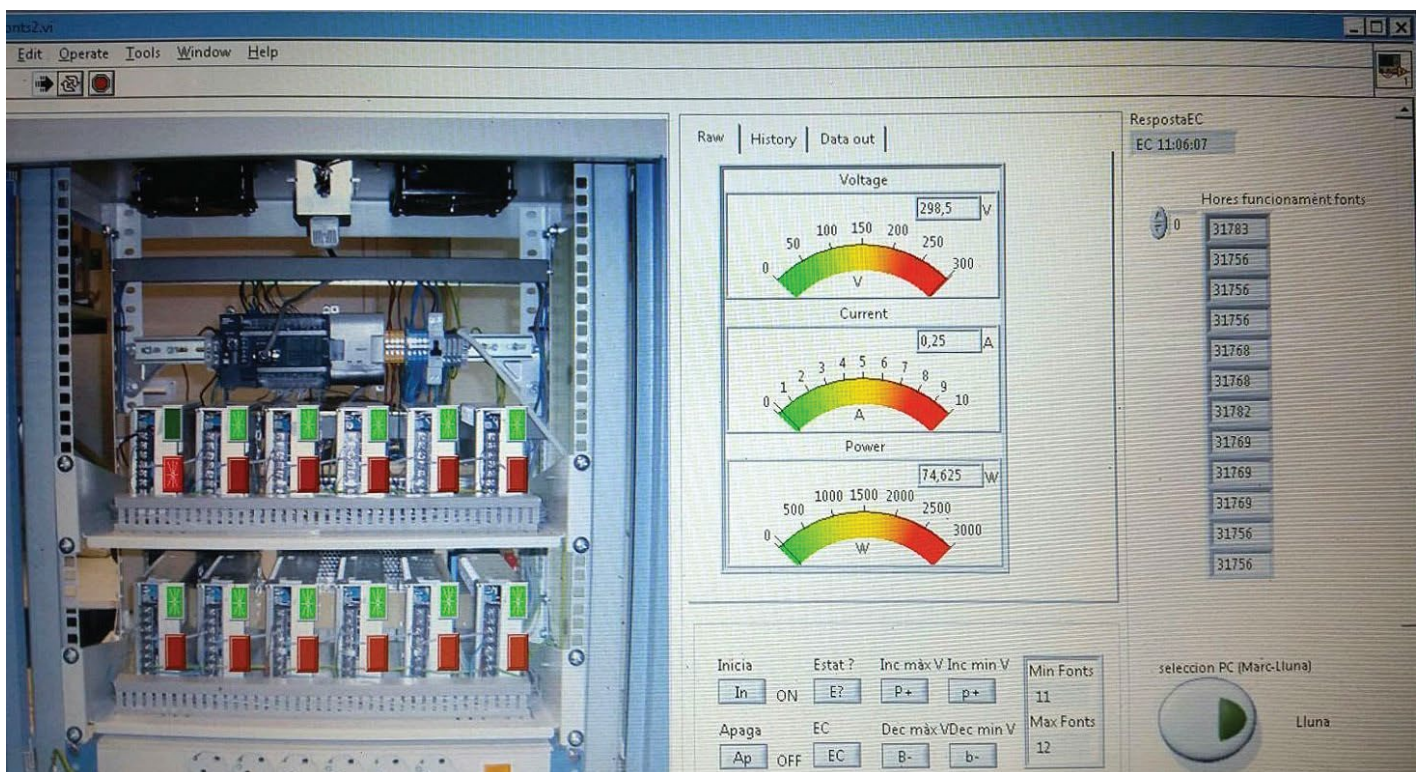 onts2.vi
Edit Operate Tools Window Help
Raw History Data out
Voltage
298,5 V
0 50 100 150 200 250 300
V
Current
0,25 A
0 1 2 3 4 5 6 7 8 9 10
A
Power
74,625 W
0 500 1000 1500 2000 2500 3000
W
RespostaEC
EC 11:06:07
Hores funcionament fonts
0
31783
31756
31756
31756
31768
31768
31782
31769
31769
31769
31756
31756
Inicia Estat ? Inc màx V Inc min V
In ON E? P+ p+
Apaga EC Dec màx V Dec min V
Ap OFF EC B- b-
Min Fonts
11
Max Fonts
12
seleccion PC (Marc-Lluna)
Lluna